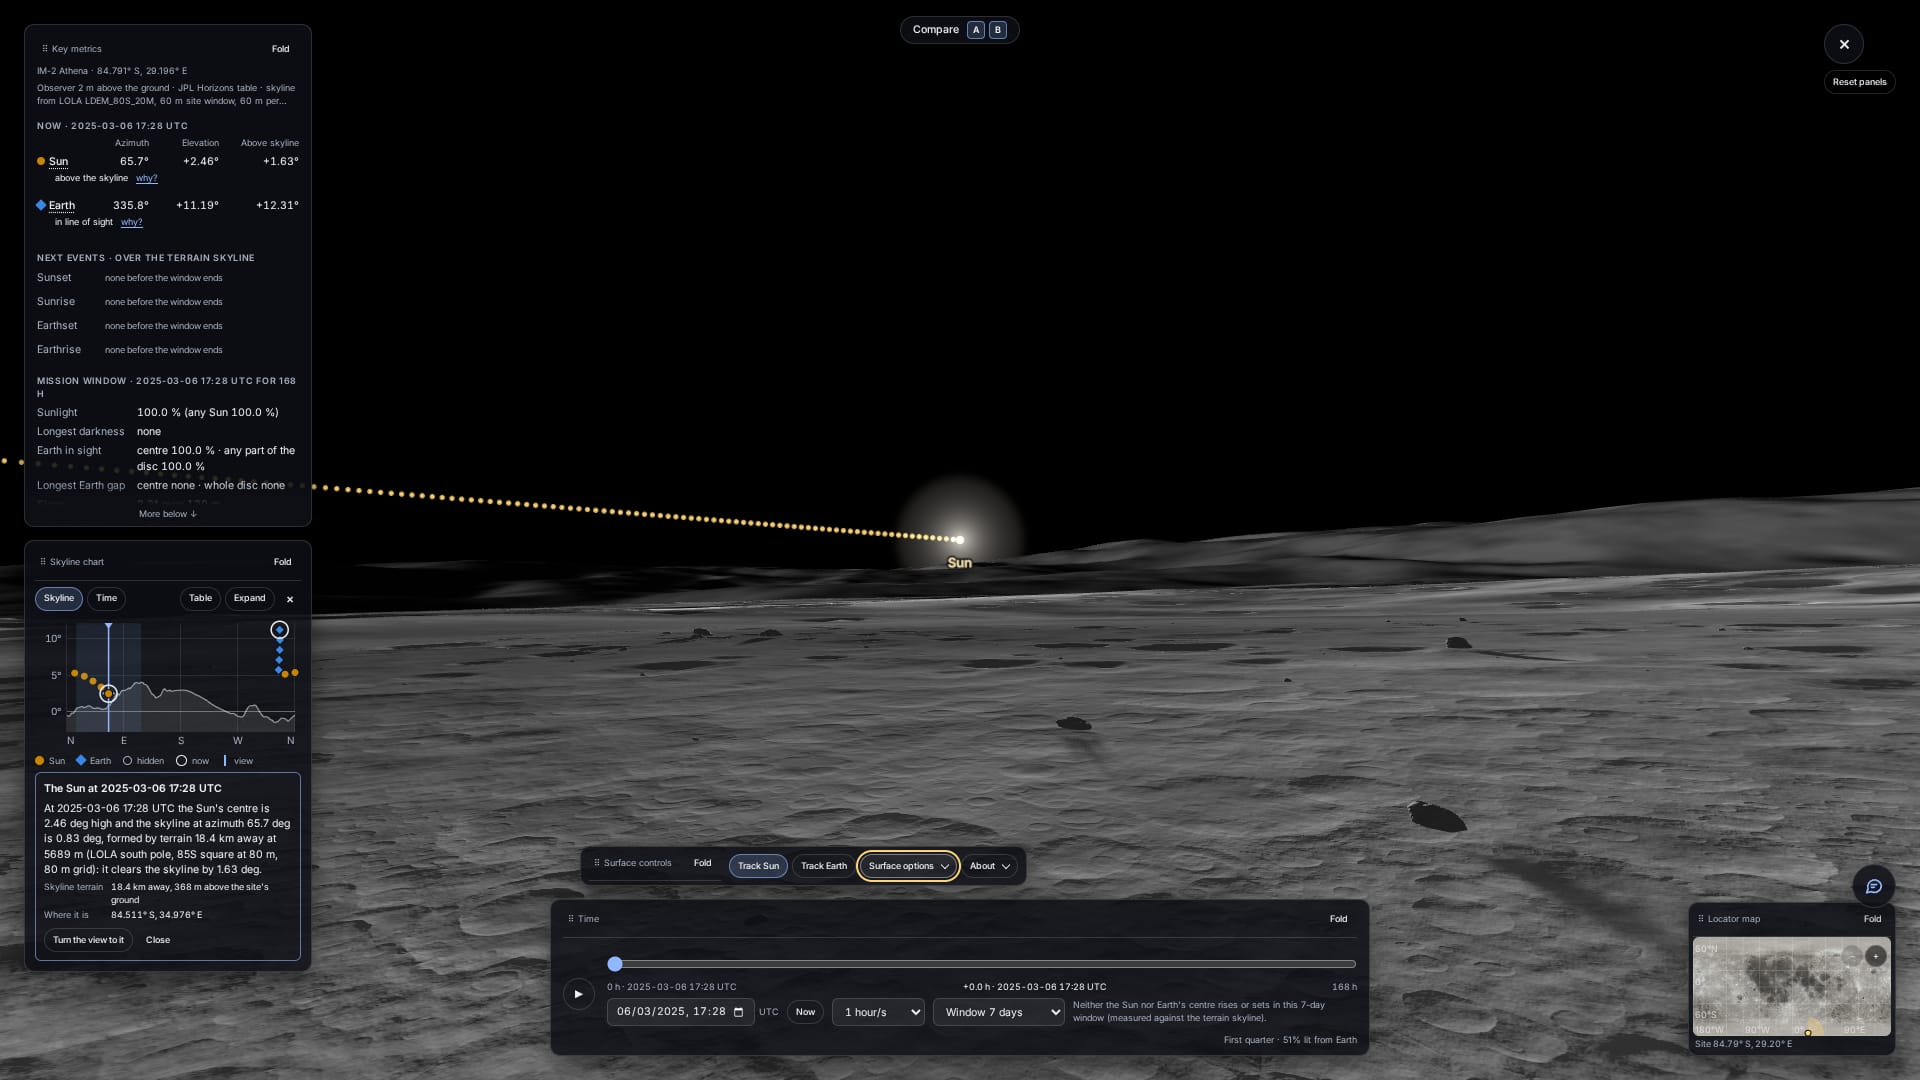 Compare A B
×
Reset panels
Key metrics Fold
IM-2 Athena · 84.791° S, 29.196° E
Observer 2 m above the ground · JPL Horizons table · skyline
from LOLA LDEM_80S_20M, 60 m site window, 60 m per...
NOW · 2025-03-06 17:28 UTC
Azimuth Elevation Above skyline
Sun 65.7° +2.46° +1.63°
above the skyline why?
Earth 335.8° +11.19° +12.31°
in line of sight why?
NEXT EVENTS · OVER THE TERRAIN SKYLINE
Sunset none before the window ends
Sunrise none before the window ends
Earthset none before the window ends
Earthrise none before the window ends
MISSION WINDOW · 2025-03-06 17:28 UTC FOR 168
H
Sunlight 100.0 % (any Sun 100.0 %)
Longest darkness none
Earth in sight centre 100.0 % · any part of the
disc 100.0 %
Longest Earth gap centre none · whole disc none
More below ↓
Sun
Skyline chart Fold
Skyline Time Table Expand ×
10°
5°
0°
N E S W N
Sun Earth hidden now view
The Sun at 2025-03-06 17:28 UTC
At 2025-03-06 17:28 UTC the Sun's centre is
2.46 deg high and the skyline at azimuth 65.7 deg
is 0.83 deg, formed by terrain 18.4 km away at
5689 m (LOLA south pole, 85S square at 80 m,
80 m grid): it clears the skyline by 1.63 deg.
Skyline terrain 18.4 km away, 368 m above the site's
ground
Where it is 84.511° S, 34.976° E
Turn the view to it Close
Surface controls Fold Track Sun Track Earth Surface options About
Time Fold
0 h · 2025-03-06 17:28 UTC +0.0 h · 2025-03-06 17:28 UTC 168 h
06/03/2025, 17:28 UTC Now 1 hour/s Window 7 days
Neither the Sun nor Earth's centre rises or sets in this 7-day
window (measured against the terrain skyline).
First quarter · 51% lit from Earth
Locator map Fold
60°N
0°
60°S
180°W 90°W 0° 90°E
− +
Site 84.79° S, 29.20° E